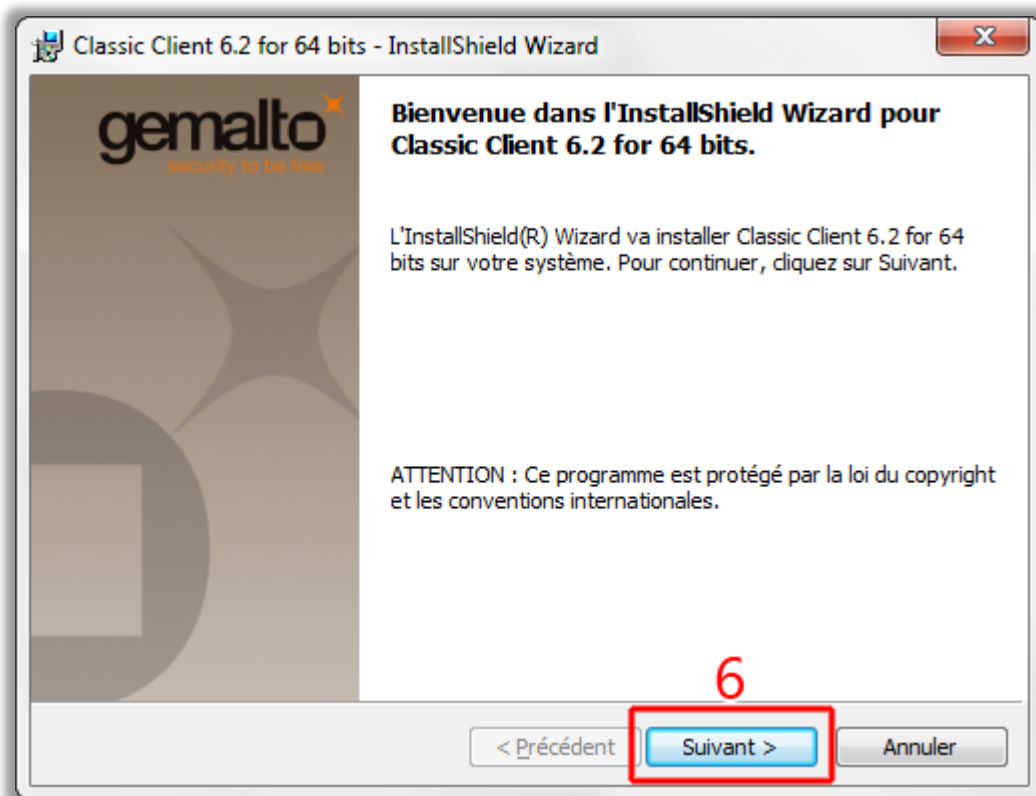 Classic Client 6.2 for 64 bits - InstallShield Wizard
gemalto
security to be free
Bienvenue dans l'InstallShield Wizard pour
Classic Client 6.2 for 64 bits.
L'InstallShield(R) Wizard va installer Classic Client 6.2 for 64
bits sur votre système. Pour continuer, cliquez sur Suivant.
ATTENTION : Ce programme est protégé par la loi du copyright
et les conventions internationales.
6
< Précédent
Suivant >
Annuler